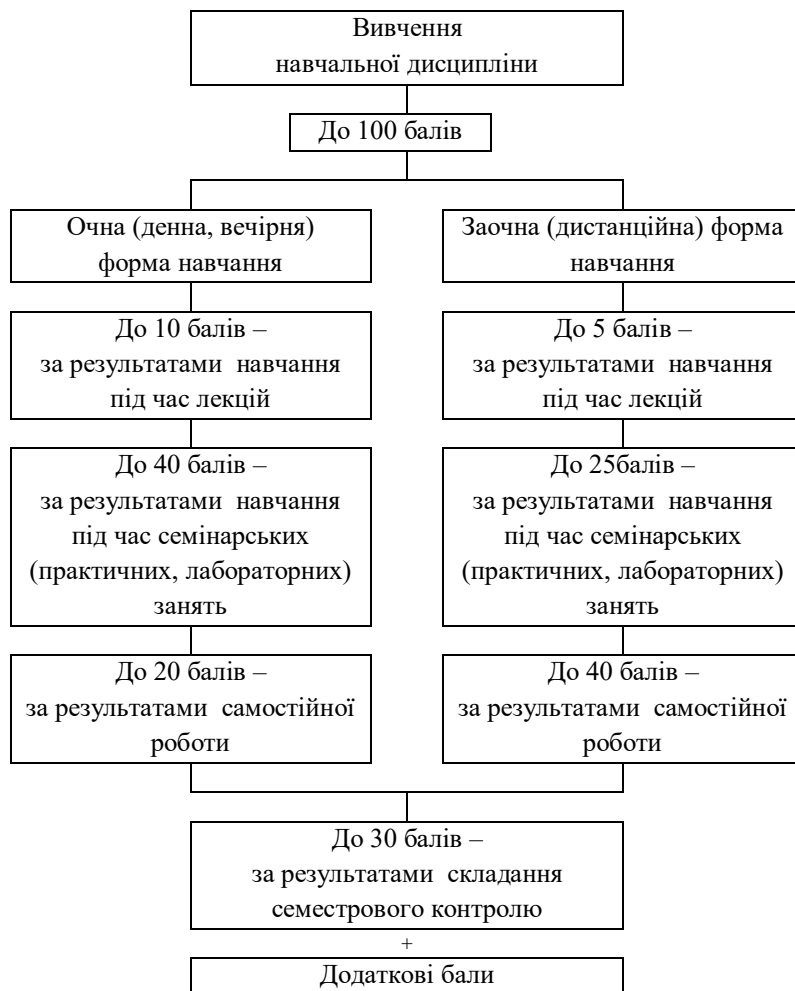 Вивчення
навчальної дисципліни
До 100 балів
Очна (денна, вечірня)
форма навчання
До 10 балів –
за результатами навчання
під час лекцій
До 40 балів –
за результатами навчання
під час семінарських
(практичних, лабораторних)
занять
До 20 балів –
за результатами самостійної
роботи
Заочна (дистанційна) форма
навчання
До 5 балів –
за результатами навчання
під час лекцій
До 25балів –
за результатами навчання
під час семінарських
(практичних, лабораторних)
занять
До 40 балів –
за результатами самостійної
роботи
До 30 балів –
за результатами складання
семестрового контролю
+
Додаткові бали